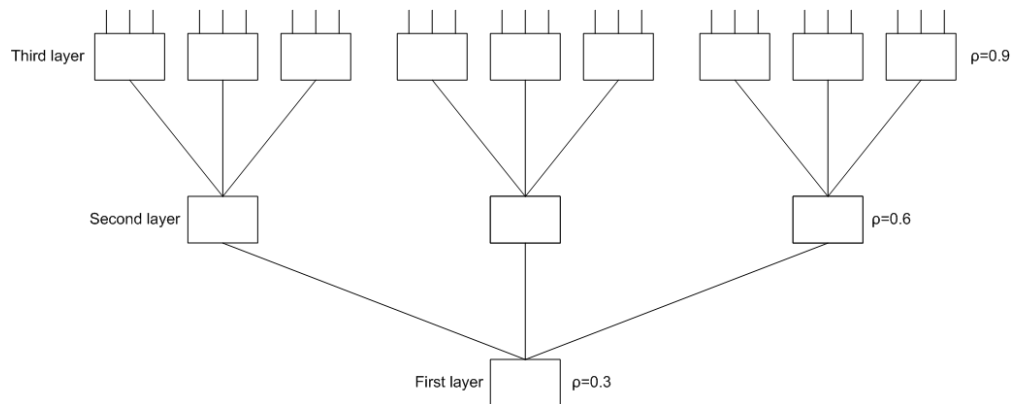 Third layer
ρ=0.9
Second layer
ρ=0.6
First layer
ρ=0.3